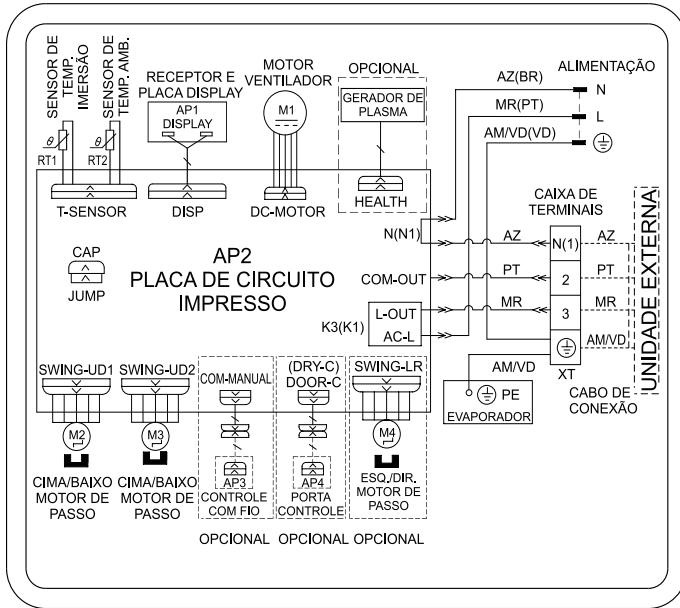 SENSOR DE
TEMP.
IMERSÃO
SENSOR DE
TEMP. AMB.
θ
RT1
θ
RT2
T-SENSOR
RECEPTOR E
PLACA DISPLAY
AP1
DISPLAY
DISP
MOTOR
VENTILADOR
M1
DC-MOTOR
OPCIONAL
GERADOR DE
PLASMA
HEALTH
ALIMENTAÇÃO
AZ(BR)
N
MR(PT)
L
AM/VD(VD)
CAP
JUMP
AP2
PLACA DE CIRCUITO
IMPRESSO
N(N1)
COM-OUT
K3(K1)
L-OUT
AC-L
AZ
PT
MR
CAIXA DE
TERMINAIS
N(1)
2
3
XT
AZ
PT
MR
AM/VD
UNIDADE EXTERNA
CABO DE
CONEXÃO
AM/VD
PE
EVAPORADOR
SWING-UD1
M2
CIMA/BAIXO
MOTOR DE
PASSO
SWING-UD2
M3
CIMA/BAIXO
MOTOR DE
PASSO
COM-MANUAL
AP3
CONTROLE
COM FIO
OPCIONAL
(DRY-C)
DOOR-C
AP4
PORTA
CONTROLE
OPCIONAL
SWING-LR
M4
ESQ./DIR.
MOTOR DE
PASSO
OPCIONAL